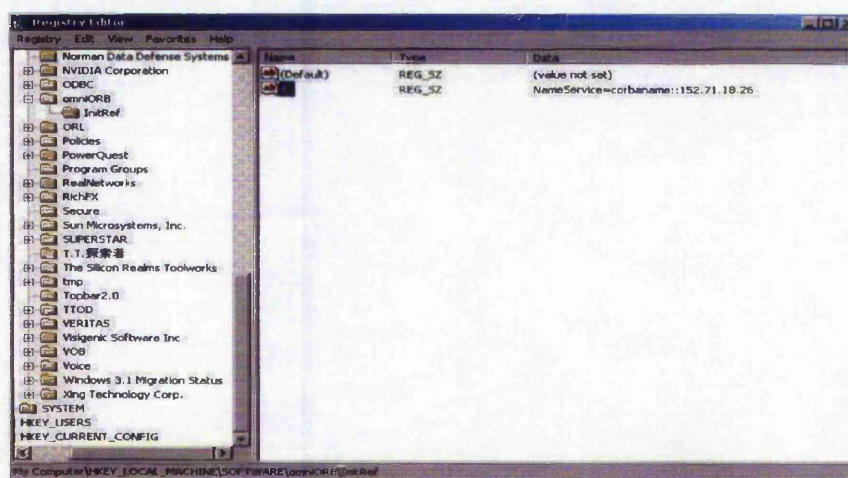 Registry Editor
Registry Edit View Favorites Help
Norman Data Defense Systems
NVIDIA Corporation
ODBC
omniORB
InitRef
ORL
Policies
PowerQuest
Program Groups
RealNetworks
RichFX
Secure
Sun Microsystems, Inc.
SUPERSTAR
T.T.探索者
The Silicon Realms Toolworks
tmp
Topbar2.0
TTOD
VERITAS
Visigenic Software Inc
VOB
Voice
Windows 3.1 Migration Status
Xing Technology Corp.
SYSTEM
HKEY_USERS
HKEY_CURRENT_CONFIG
Name Type Data
(Default) REG_SZ (value not set)
REG_SZ NameService=corbaname::152.71.18.26
My Computer\HKEY_LOCAL_MACHINE\SOFTWARE\omniORB\InitRef